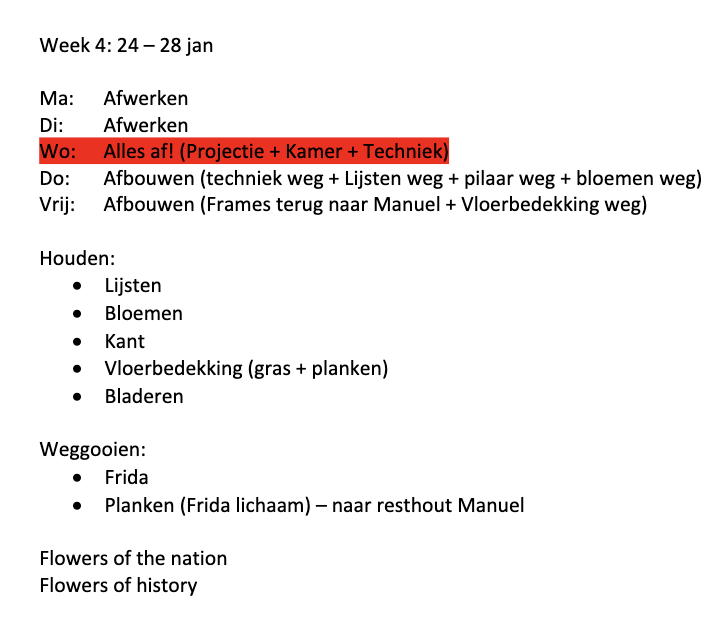 Week 4: 24 – 28 jan
Ma: Afwerken
Di: Afwerken
Wo: Alles af! (Projectie + Kamer + Techniek)
Do: Afbouwen (techniek weg + Lijsten weg + pilaar weg + bloemen weg)
Vrij: Afbouwen (Frames terug naar Manuel + Vloerbedekking weg)
Houden:
• Lijsten
• Bloemen
• Kant
• Vloerbedekking (gras + planken)
• Bladeren
Weggooien:
• Frida
• Planken (Frida lichaam) – naar resthout Manuel
Flowers of the nation
Flowers of history